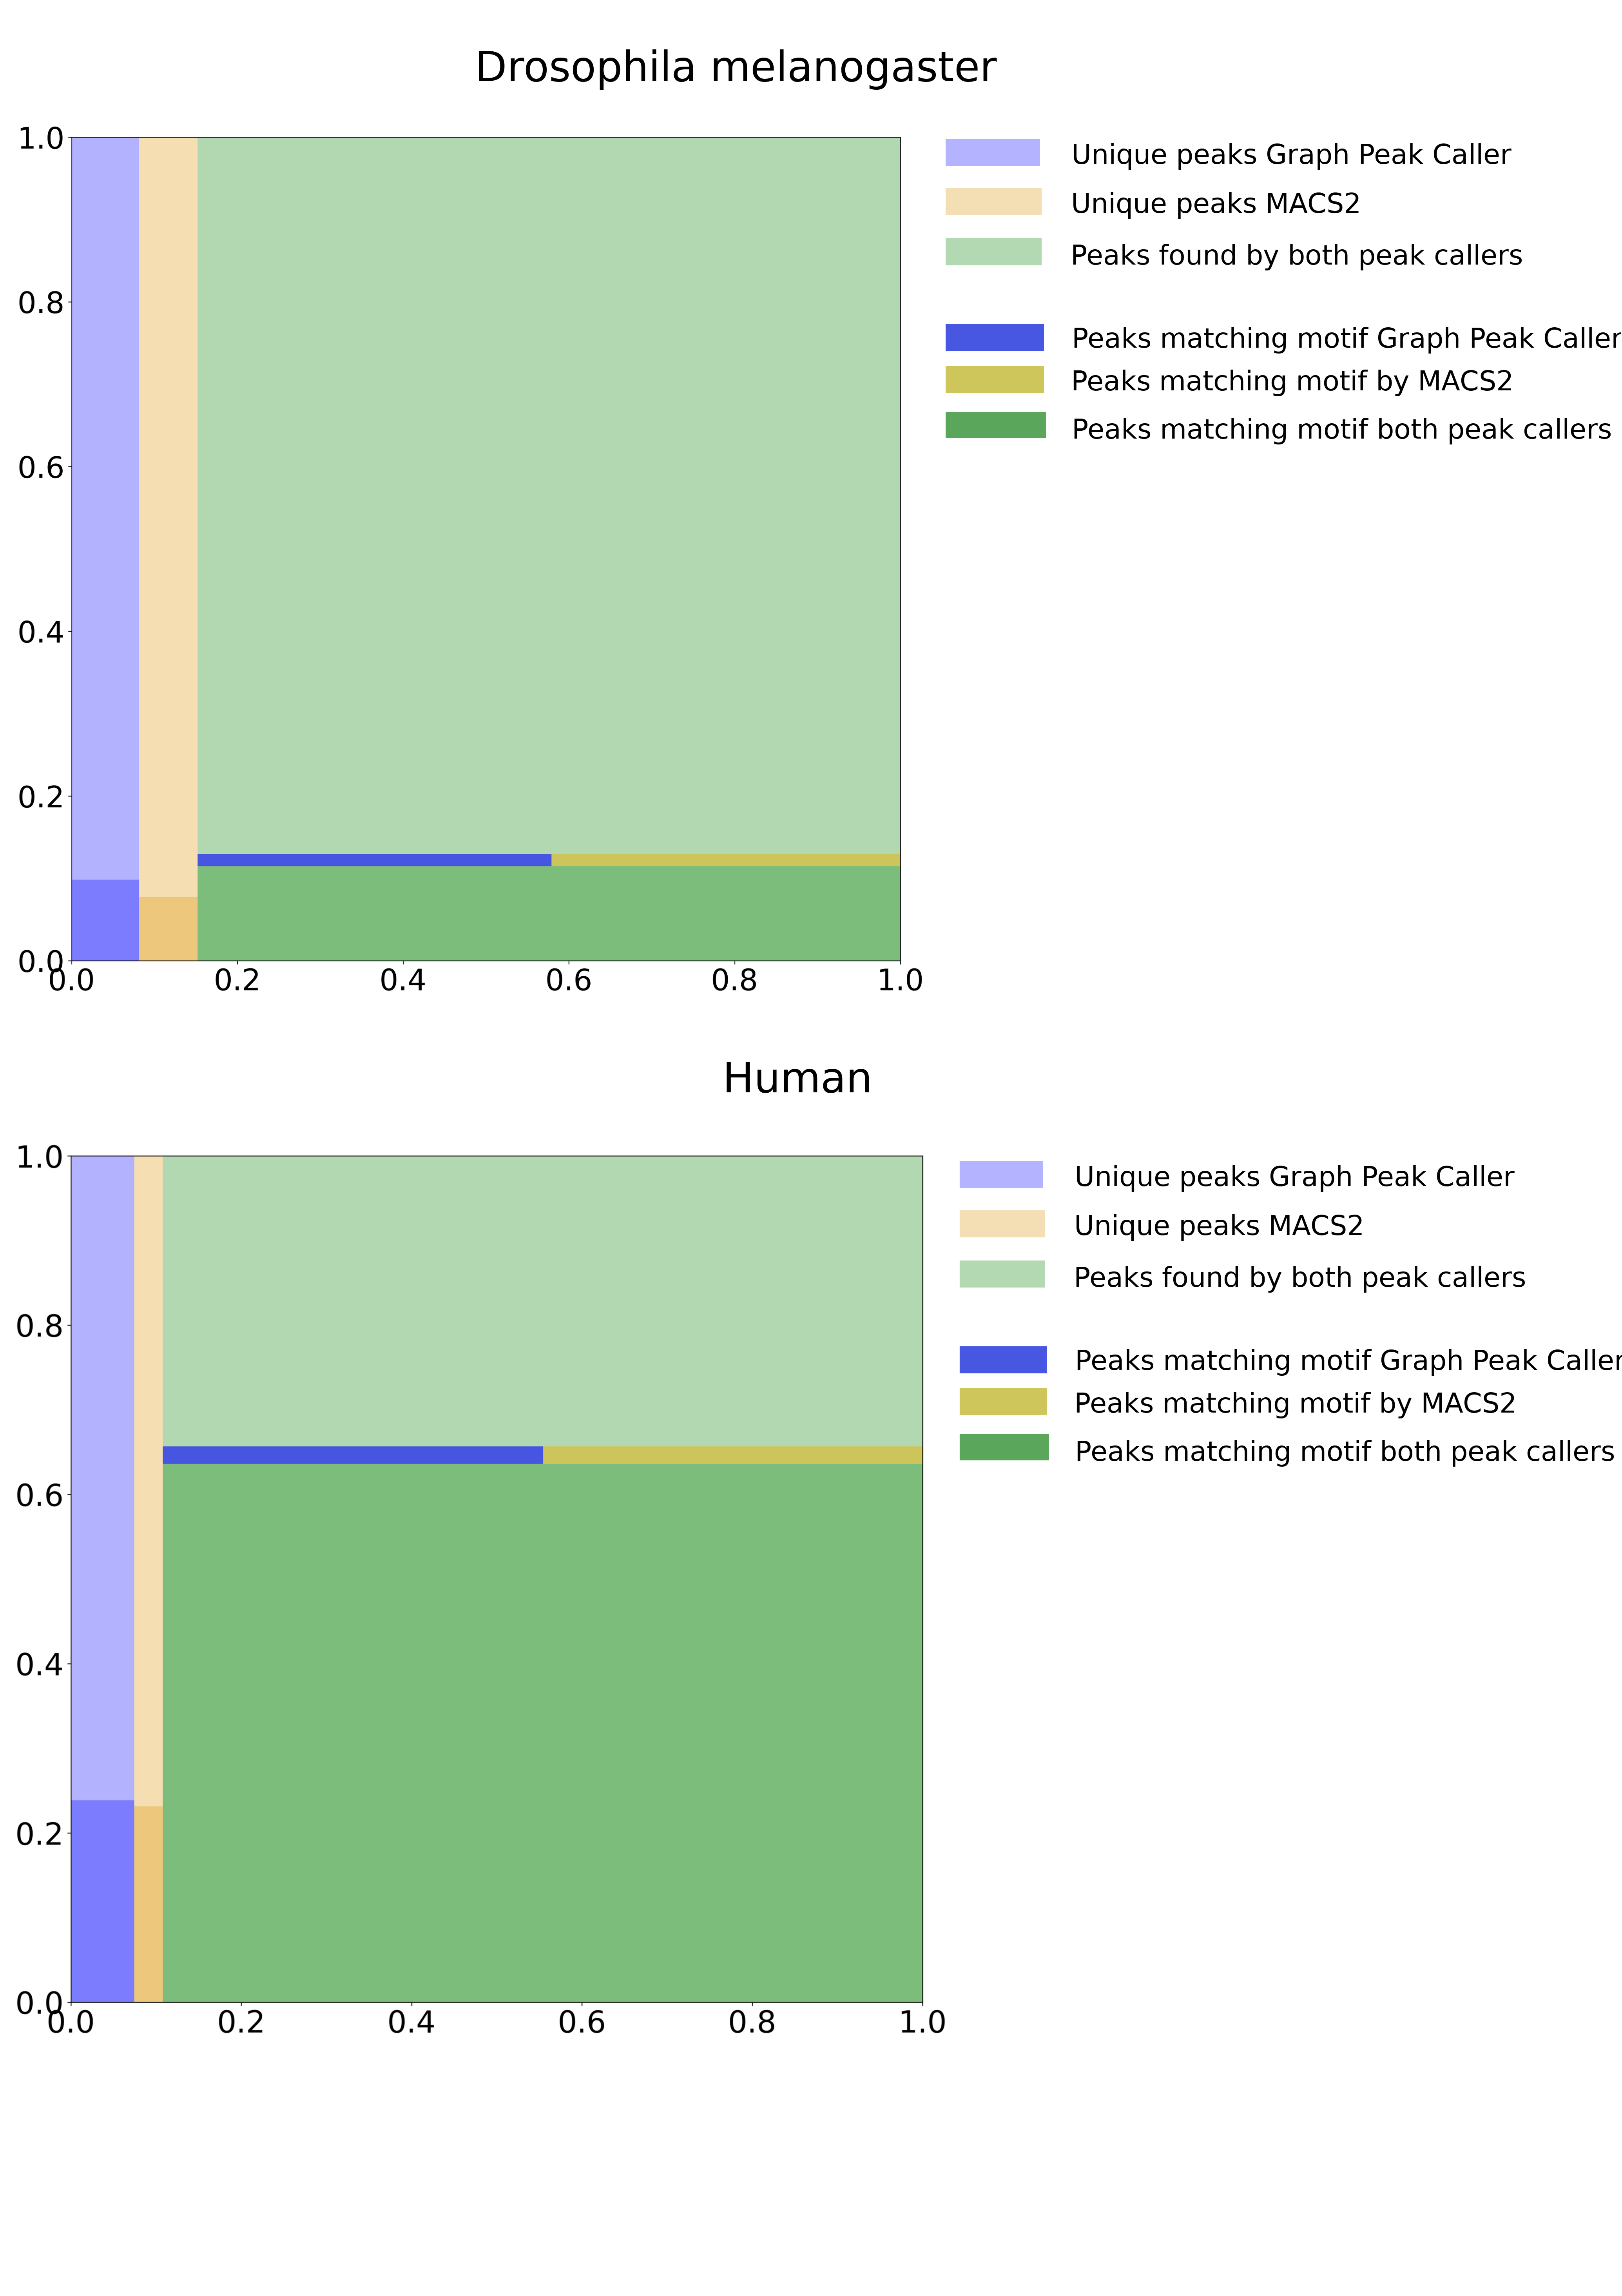 Drosophila melanogaster
1.0
0.8
0.6
0.4
0.2
0.0
0.0 0.2 0.4 0.6 0.8 1.0
Unique peaks Graph Peak Caller
Unique peaks MACS2
Peaks found by both peak callers
Peaks matching motif Graph Peak Caller
Peaks matching motif by MACS2
Peaks matching motif both peak callers
Human
1.0
0.8
0.6
0.4
0.2
0.0
0.0 0.2 0.4 0.6 0.8 1.0
Unique peaks Graph Peak Caller
Unique peaks MACS2
Peaks found by both peak callers
Peaks matching motif Graph Peak Caller
Peaks matching motif by MACS2
Peaks matching motif both peak callers